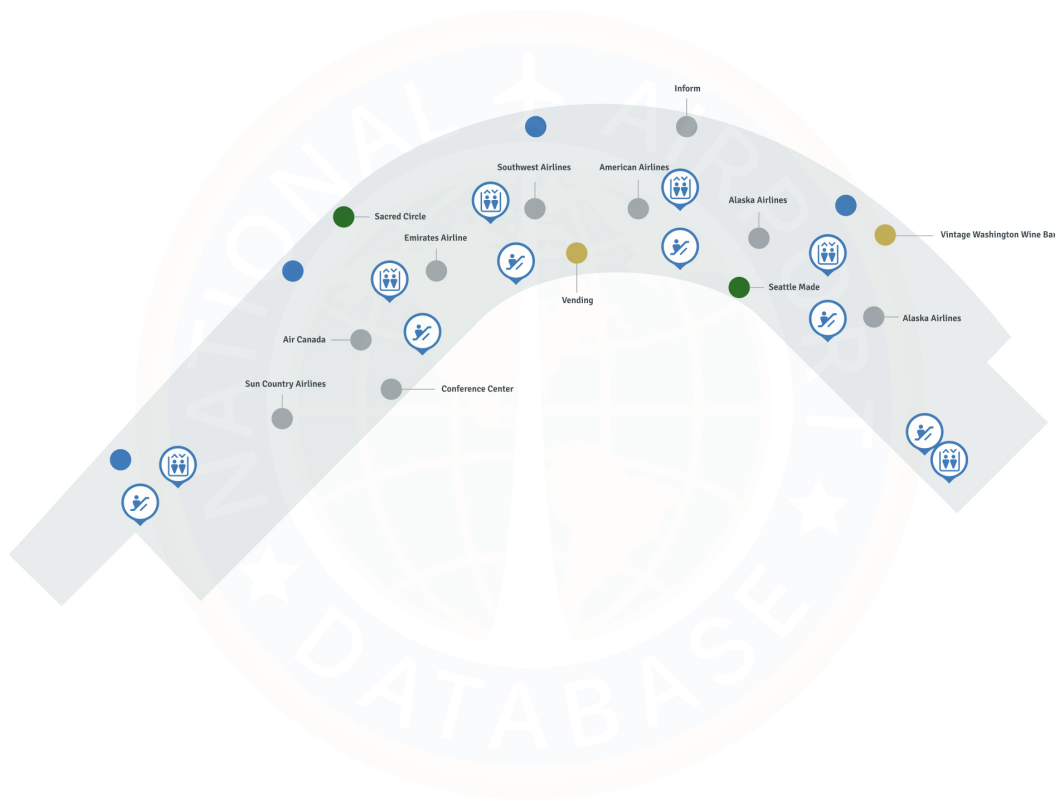 Inform
Southwest Airlines
American Airlines
Alaska Airlines
Sacred Circle
Emirates Airline
Vintage Washington Wine Bar
Seattle Made
Vending
Alaska Airlines
Air Canada
Sun Country Airlines
Conference Center
NATIONAL AIRPORT
DATABASE